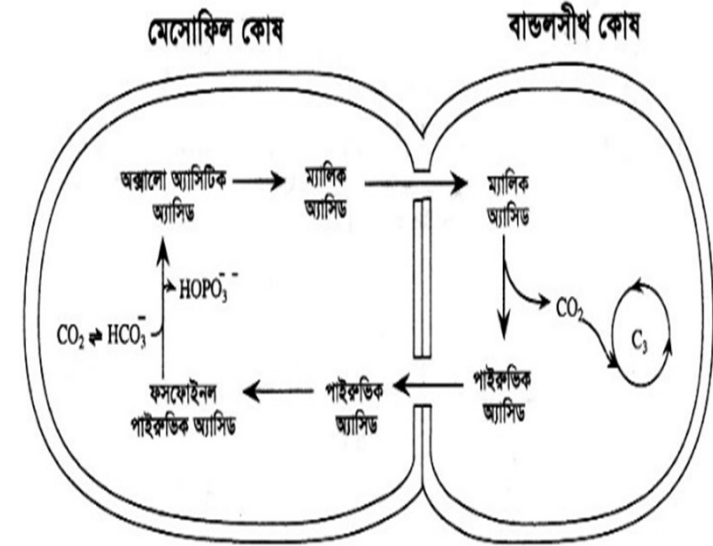 মেসোফিল কোষ
বান্ডলসীথ কোষ
অক্সালো অ্যাসিটিক
অ্যাসিড
ম্যালিক
অ্যাসিড
ম্যালিক
অ্যাসিড
HOPO₃⁻⁻
CO₂ ⇌ HCO₃⁻
CO₂
C₃
ফসফোইনল
পাইরুভিক অ্যাসিড
পাইরুভিক
অ্যাসিড
পাইরুভিক
অ্যাসিড